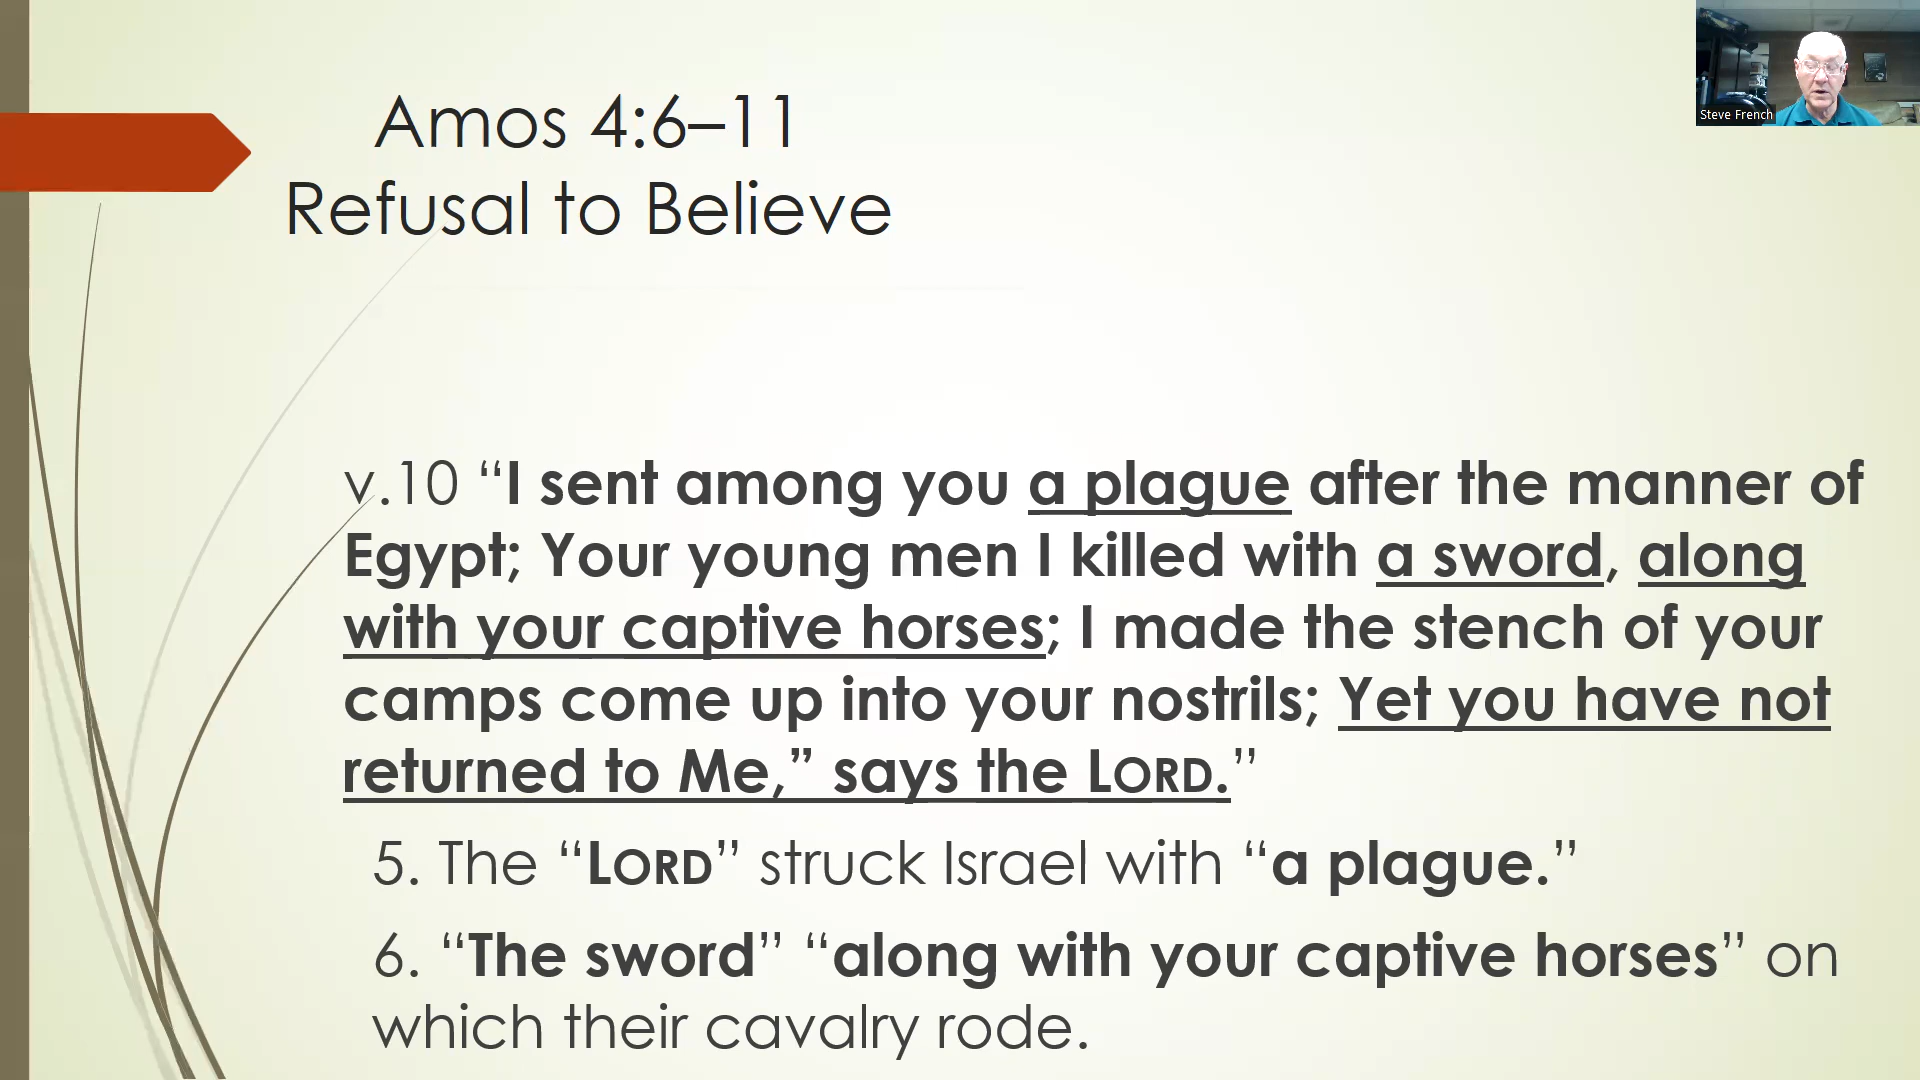 Amos 4:6–11
Refusal to Believe
Steve French
v.10 “I sent among you a plague after the manner of
Egypt; Your young men I killed with a sword, along
with your captive horses; I made the stench of your
camps come up into your nostrils; Yet you have not
returned to Me,” says the LORD.”
5. The “LORD” struck Israel with “a plague.”
6. “The sword” “along with your captive horses” on
which their cavalry rode.